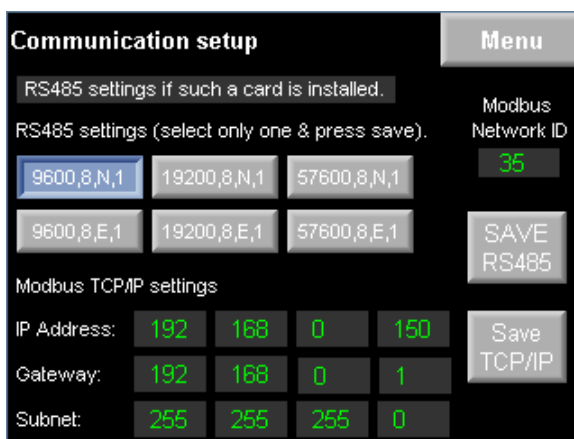 Communication setup
Menu
RS485 settings if such a card is installed.
Modbus
Network ID
35
RS485 settings (select only one & press save).
9600,8,N,1
19200,8,N,1
57600,8,N,1
9600,8,E,1
19200,8,E,1
57600,8,E,1
SAVE
RS485
Modbus TCP/IP settings
IP Address: 192 168 0 150
Gateway: 192 168 0 1
Subnet: 255 255 255 0
Save
TCP/IP